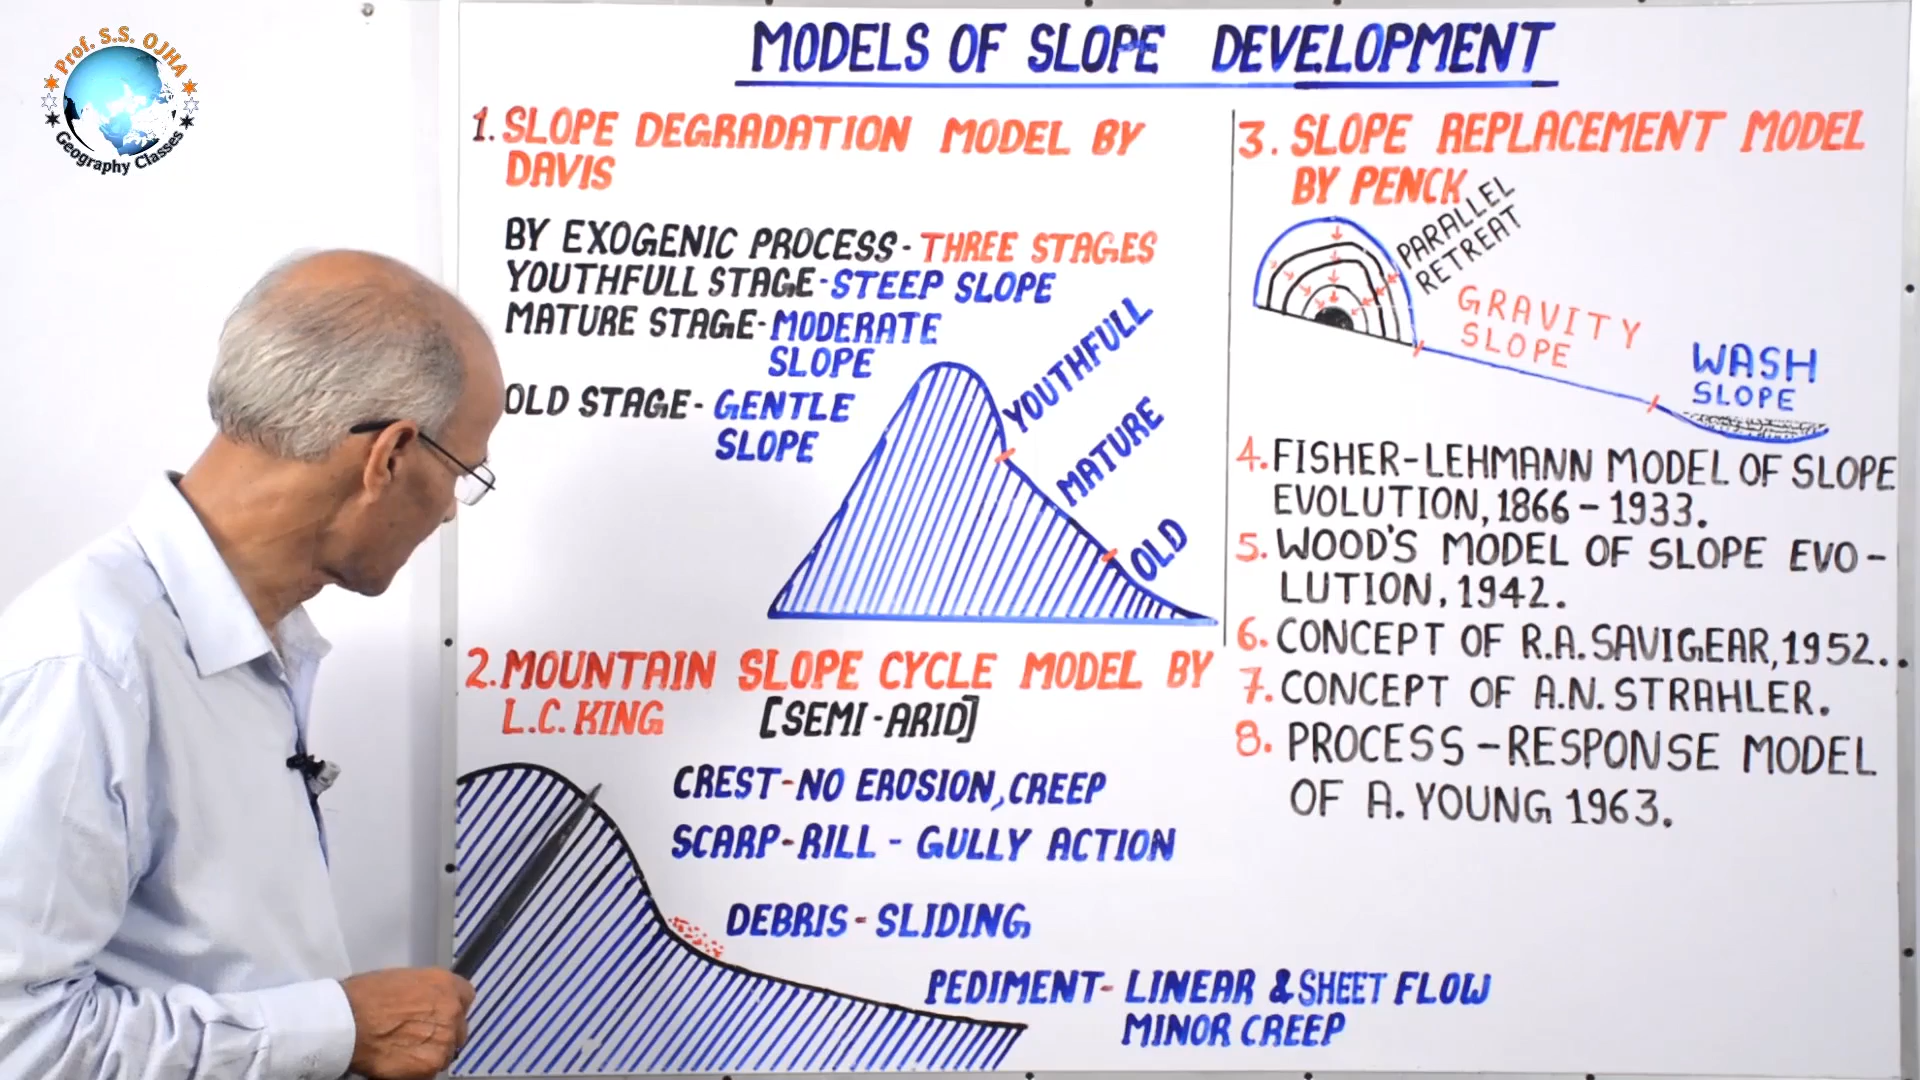 Prof. S.S. OJHA
Geography Classes
MODELS OF SLOPE DEVELOPMENT
1. SLOPE DEGRADATION MODEL BY
DAVIS
BY EXOGENIC PROCESS - THREE STAGES
YOUTHFULL STAGE - STEEP SLOPE
MATURE STAGE - MODERATE
SLOPE
OLD STAGE - GENTLE
SLOPE
YOUTHFULL
MATURE
OLD
2. MOUNTAIN SLOPE CYCLE MODEL BY
L.C. KING [SEMI-ARID]
CREST - NO EROSION, CREEP
SCARP - RILL - GULLY ACTION
DEBRIS - SLIDING
PEDIMENT - LINEAR & SHEET FLOW
MINOR CREEP
3. SLOPE REPLACEMENT MODEL
BY PENCK
PARALLEL
RETREAT
GRAVITY
SLOPE
WASH
SLOPE
4. FISHER-LEHMANN MODEL OF SLOPE
EVOLUTION, 1866 - 1933.
5. WOOD'S MODEL OF SLOPE EVO-
LUTION, 1942.
6. CONCEPT OF R.A. SAVIGEAR, 1952..
7. CONCEPT OF A.N. STRAHLER.
8. PROCESS - RESPONSE MODEL
OF A. YOUNG 1963.